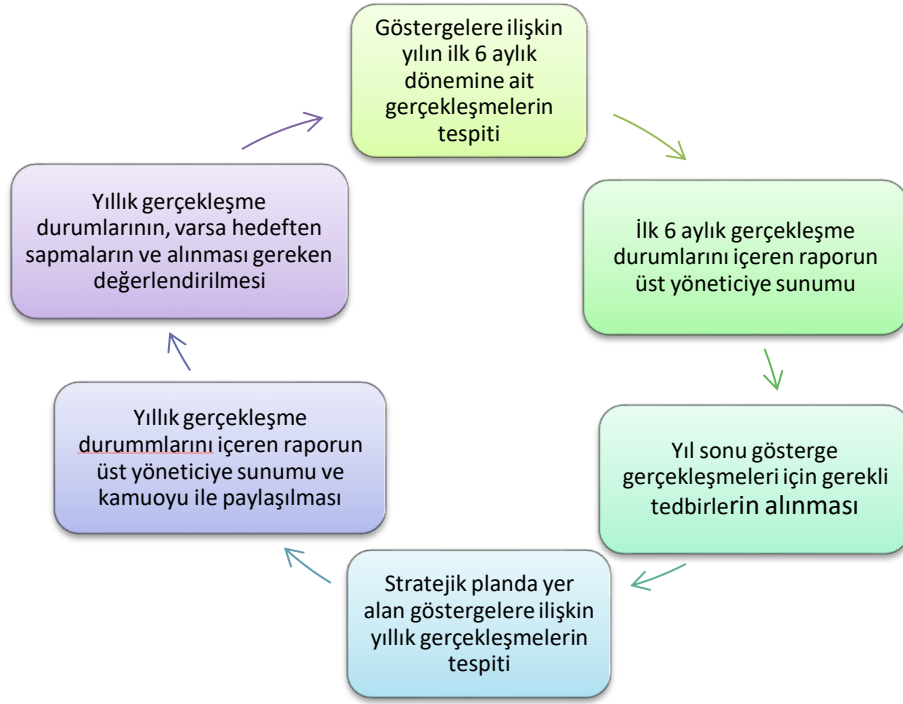 Göstergelere ilişkin
yılın ilk 6 aylık
dönemine ait
gerçekleşmelerin
tespiti
İlk 6 aylık gerçekleşme
durumlarını içeren raporun
üst yöneticiye sunumu
Yıl sonu gösterge
gerçekleşmeleri için gerekli
tedbirlerin alınması
Stratejik planda yer
alan göstergelere ilişkin
yıllık gerçekleşmelerin
tespiti
Yıllık gerçekleşme
durummlarını içeren raporun
üst yöneticiye sunumu ve
kamuoyu ile paylaşılması
Yıllık gerçekleşme
durumlarının, varsa hedeften
sapmaların ve alınması gereken
değerlendirilmesi